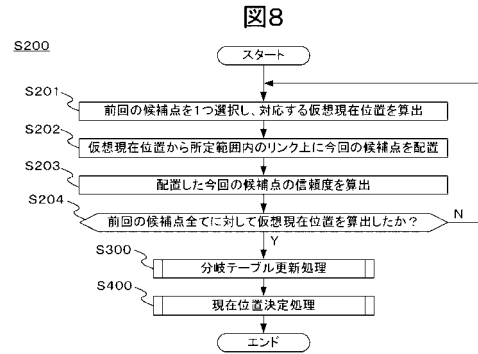 図8
S200
スタート
S201
前回の候補点を1つ選択し、対応する仮想現在位置を算出
S202
仮想現在位置から所定範囲内のリンク上に今回の候補点を配置
S203
配置した今回の候補点の信頼度を算出
S204
前回の候補点全てに対して仮想現在位置を算出したか？
N
Y
S300
分岐テーブル更新処理
S400
現在位置決定処理
エンド